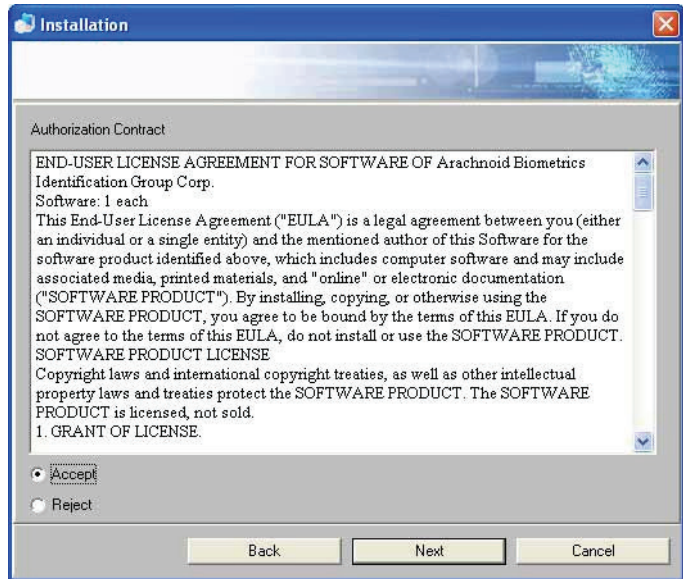 Installation
Authorization Contract
END-USER LICENSE AGREEMENT FOR SOFTWARE OF Arachnoid Biometrics
Identification Group Corp.
Software: 1 each
This End-User License Agreement ("EULA") is a legal agreement between you (either
an individual or a single entity) and the mentioned author of this Software for the
software product identified above, which includes computer software and may include
associated media, printed materials, and "online" or electronic documentation
("SOFTWARE PRODUCT"). By installing, copying, or otherwise using the
SOFTWARE PRODUCT, you agree to be bound by the terms of this EULA. If you do
not agree to the terms of this EULA, do not install or use the SOFTWARE PRODUCT.
SOFTWARE PRODUCT LICENSE
Copyright laws and international copyright treaties, as well as other intellectual
property laws and treaties protect the SOFTWARE PRODUCT. The SOFTWARE
PRODUCT is licensed, not sold.
1. GRANT OF LICENSE.
Accept
Reject
Back Next Cancel